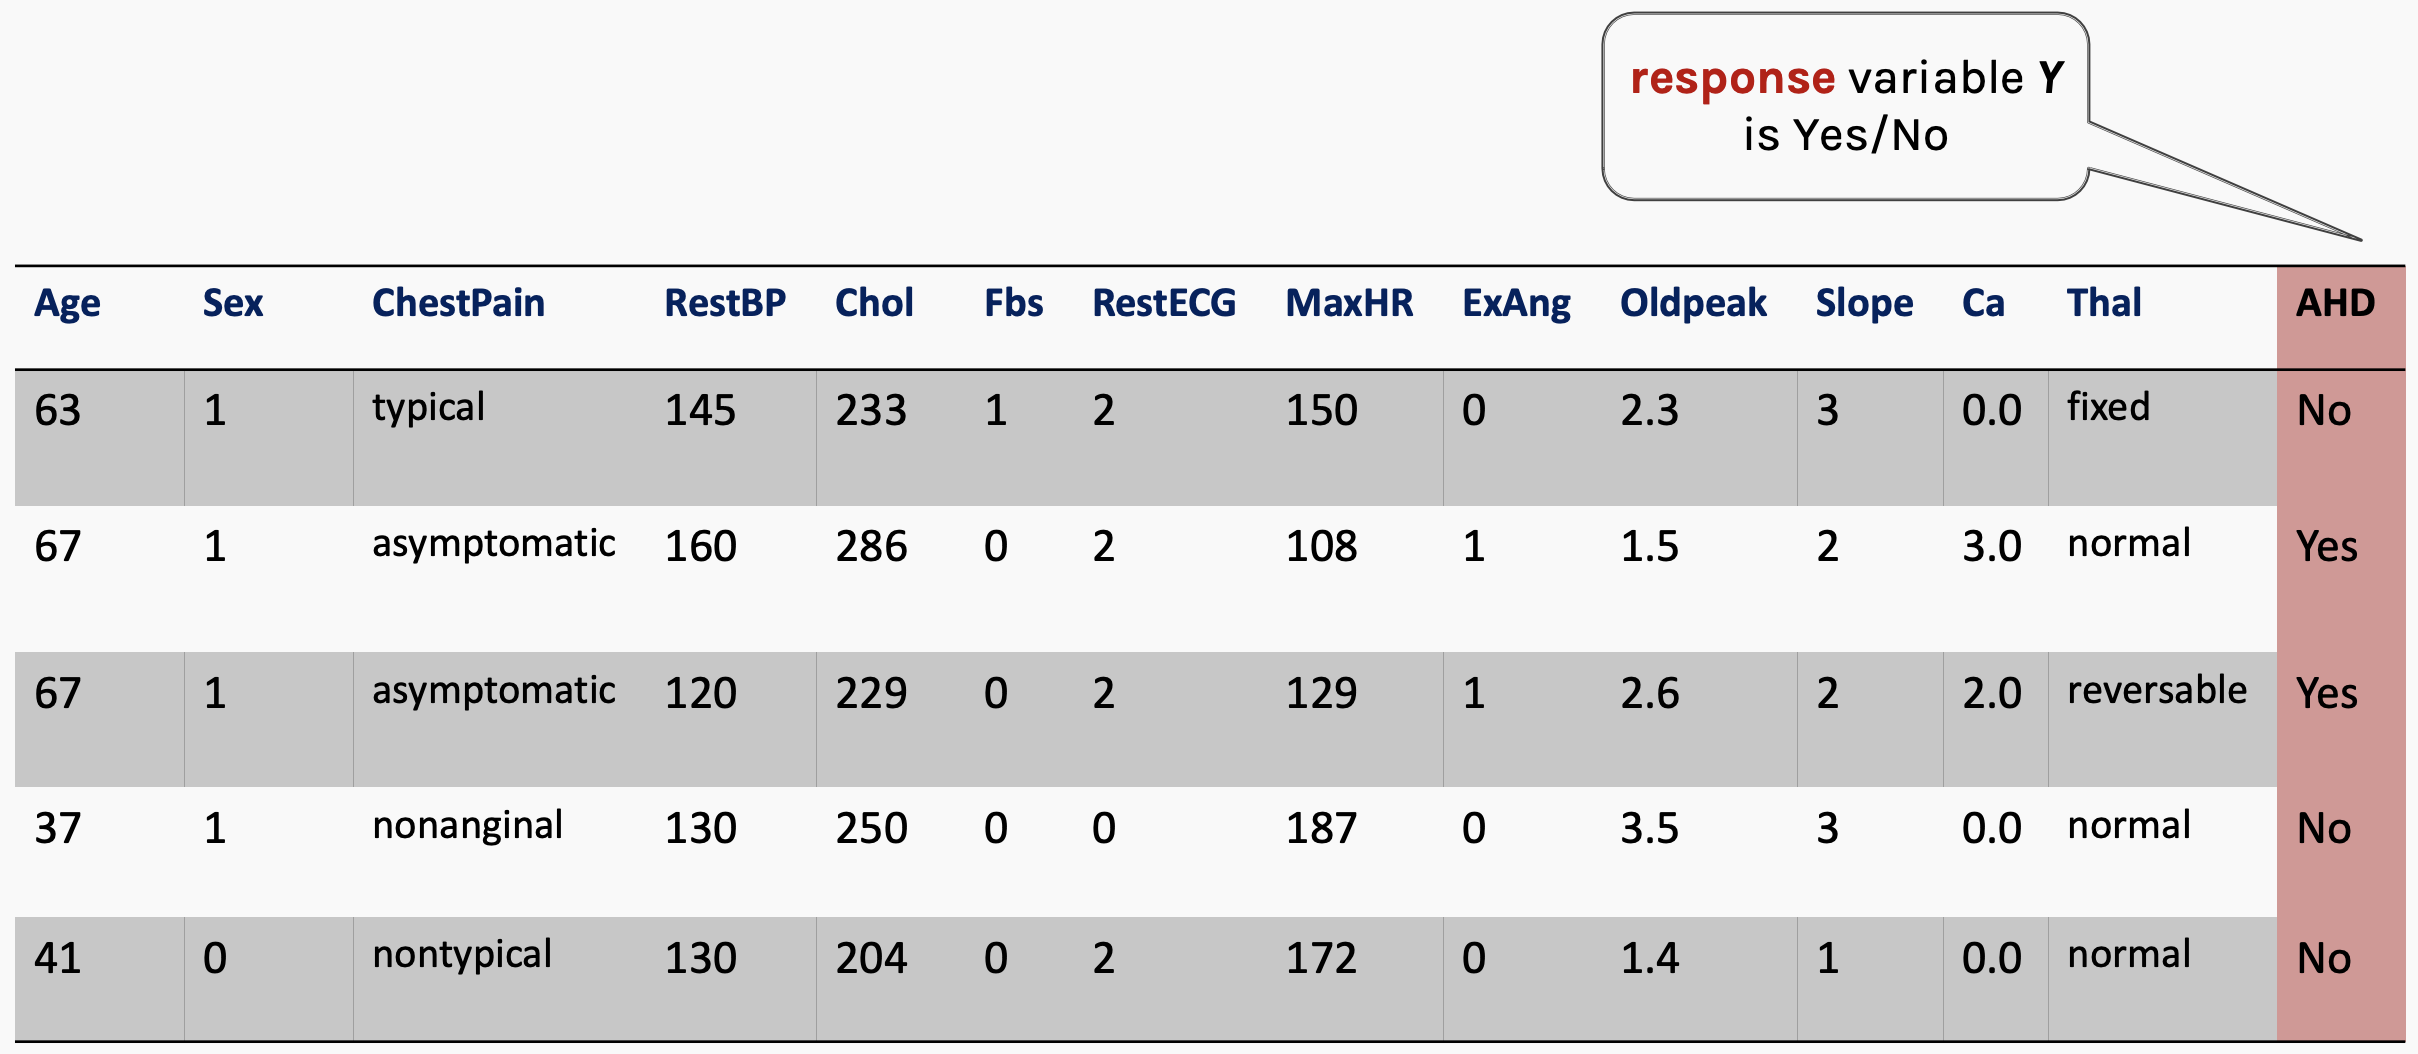 response variable Y
is Yes/No
Age Sex ChestPain RestBP Chol Fbs RestECG MaxHR ExAng Oldpeak Slope Ca Thal AHD
63 1 typical 145 233 1 2 150 0 2.3 3 0.0 fixed No
67 1 asymptomatic 160 286 0 2 108 1 1.5 2 3.0 normal Yes
67 1 asymptomatic 120 229 0 2 129 1 2.6 2 2.0 reversable Yes
37 1 nonanginal 130 250 0 0 187 0 3.5 3 0.0 normal No
41 0 nontypical 130 204 0 2 172 0 1.4 1 0.0 normal No